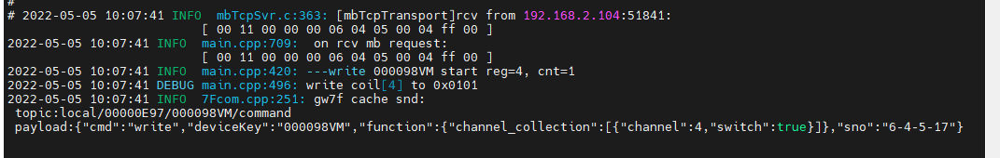 #
# 2022-05-05 10:07:41 INFO  mbTcpSvr.c:363: [mbTcpTransport]rcv from 192.168.2.104:51841:
[ 00 11 00 00 00 06 04 05 00 04 ff 00 ]
2022-05-05 10:07:41 INFO  main.cpp:709:  on rcv mb request:
[ 00 11 00 00 00 06 04 05 00 04 ff 00 ]
2022-05-05 10:07:41 INFO  main.cpp:420: ---write 000098VM start reg=4, cnt=1
2022-05-05 10:07:41 DEBUG main.cpp:496: write coil[4] to 0x0101
2022-05-05 10:07:41 INFO  7Fcom.cpp:251: gw7f cache snd:
topic:local/00000E97/000098VM/command
payload:{"cmd":"write","deviceKey":"000098VM","function":{"channel_collection":[{"channel":4,"switch":true}]},"sno":"6-4-5-17"}